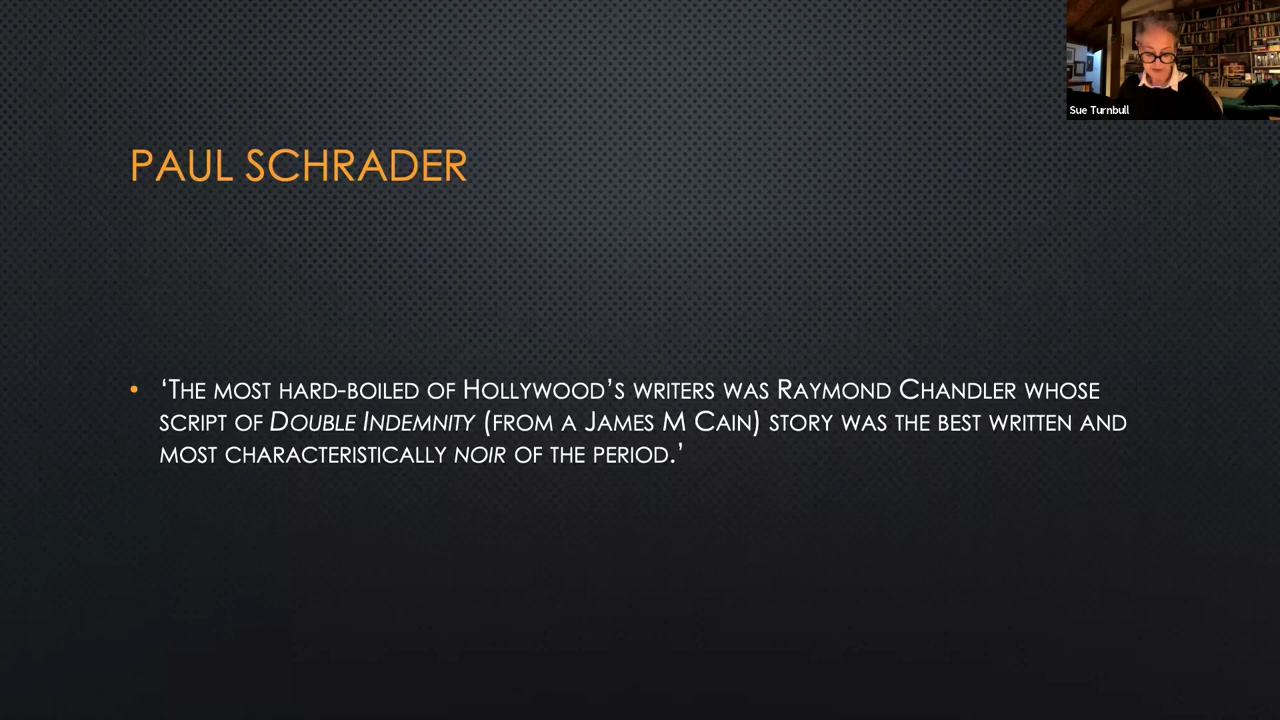 Sue Turnbull
PAUL SCHRADER
• ‘THE MOST HARD-BOILED OF HOLLYWOOD’S WRITERS WAS RAYMOND CHANDLER WHOSE
SCRIPT OF DOUBLE INDEMNITY (FROM A JAMES M CAIN) STORY WAS THE BEST WRITTEN AND
MOST CHARACTERISTICALLY NOIR OF THE PERIOD.’